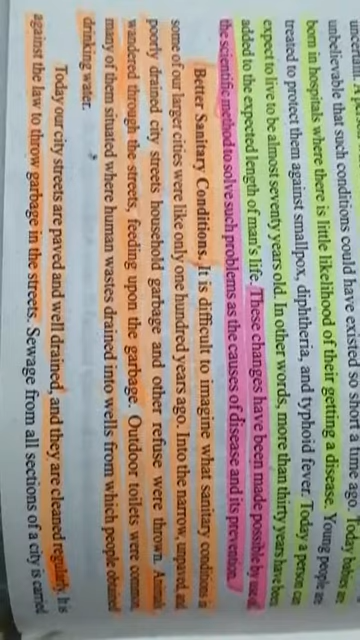 unbelievable that such conditions could have existed so short a time ago. Today babies are
born in hospitals where there is little likelihood of their getting a disease. Young people are
treated to protect them against smallpox, diphtheria, and typhoid fever. Today a person can
expect to live to be almost seventy years old. In other words, more than thirty years have been
added to the expected length of man's life. These changes have been made possible by use of
the scientific method to solve such problems as the causes of disease and its prevention.
Better Sanitary Conditions. It is difficult to imagine what sanitary conditions in
some of our larger cities were like only one hundred years ago. Into the narrow, unpaved, and
poorly drained city streets household garbage and other refuse were thrown. Animals
wandered through the streets, feeding upon the garbage. Outdoor toilets were common,
many of them situated where human wastes drained into wells from which people obtained
drinking water.
Today our city streets are paved and well drained, and they are cleaned regularly. It is
against the law to throw garbage in the streets. Sewage from all sections of a city is carried